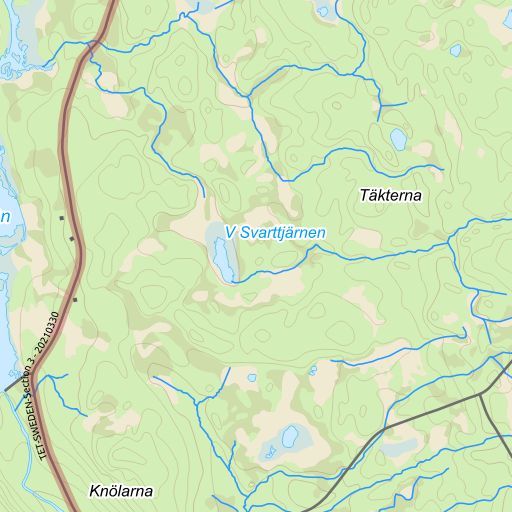 Täkterna
n
V Svarttjärnen
TET-SWEDEN-Section 3 - 20210330
Knölarna